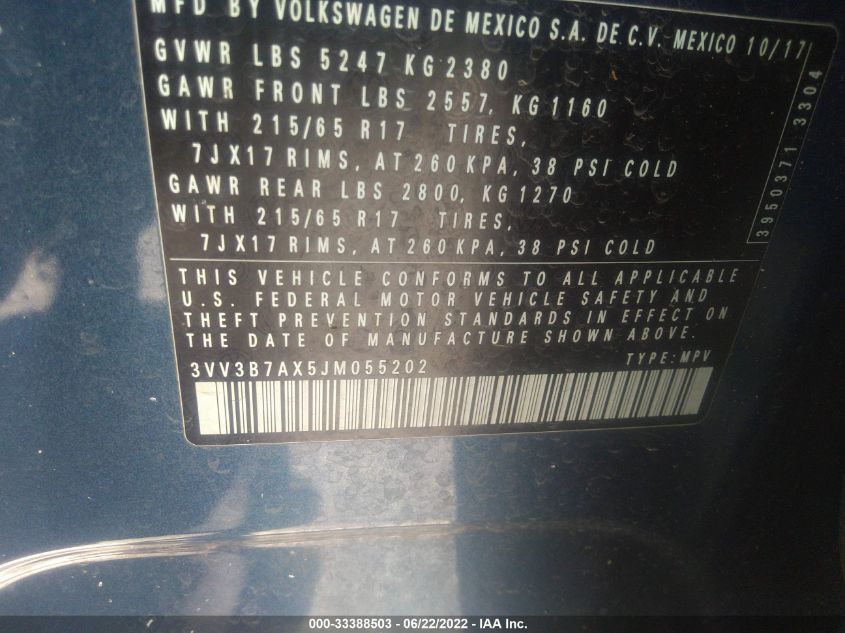 MFD BY VOLKSWAGEN DE MEXICO S.A. DE C.V. MEXICO 10/17
GVWR LBS 5247 KG 2380
GAWR FRONT LBS 2557, KG 1160
WITH 215/65 R17 TIRES,
7JX17 RIMS, AT 260 KPA, 38 PSI COLD
GAWR REAR LBS 2800, KG 1270
WITH 215/65 R17 TIRES,
7JX17 RIMS, AT 260 KPA, 38 PSI COLD
3950371 3304
THIS VEHICLE CONFORMS TO ALL APPLICABLE
U.S. FEDERAL MOTOR VEHICLE SAFETY AND
THEFT PREVENTION STANDARDS IN EFFECT ON
THE DATE OF MANUFACTURE SHOWN ABOVE.
3VV3B7AX5JM055202 TYPE: MPV
000-33388503 - 06/22/2022 - IAA Inc.